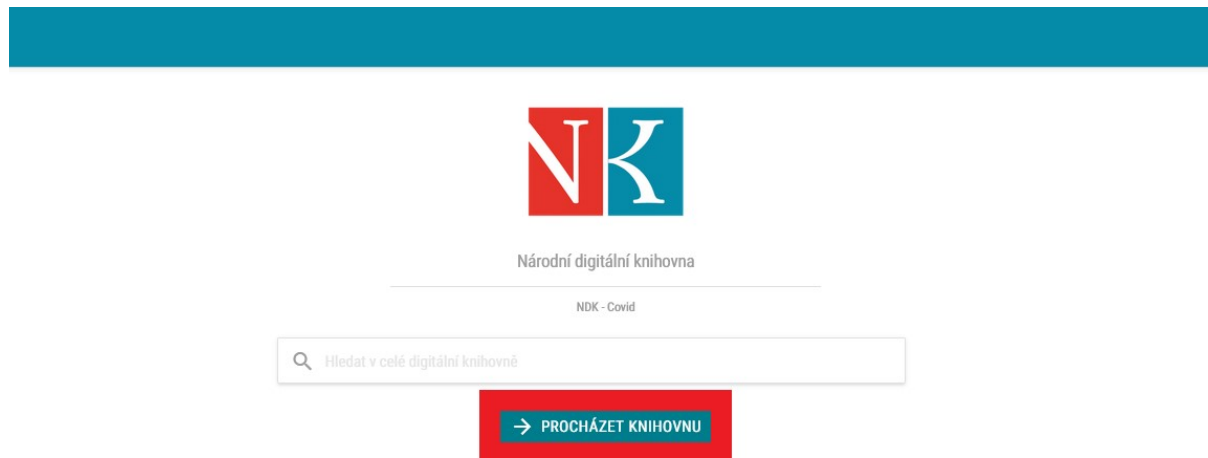 NK
Národní digitální knihovna
NDK - Covid
Hledat v celé digitální knihovně
→ PROCHÁZET KNIHOVNU